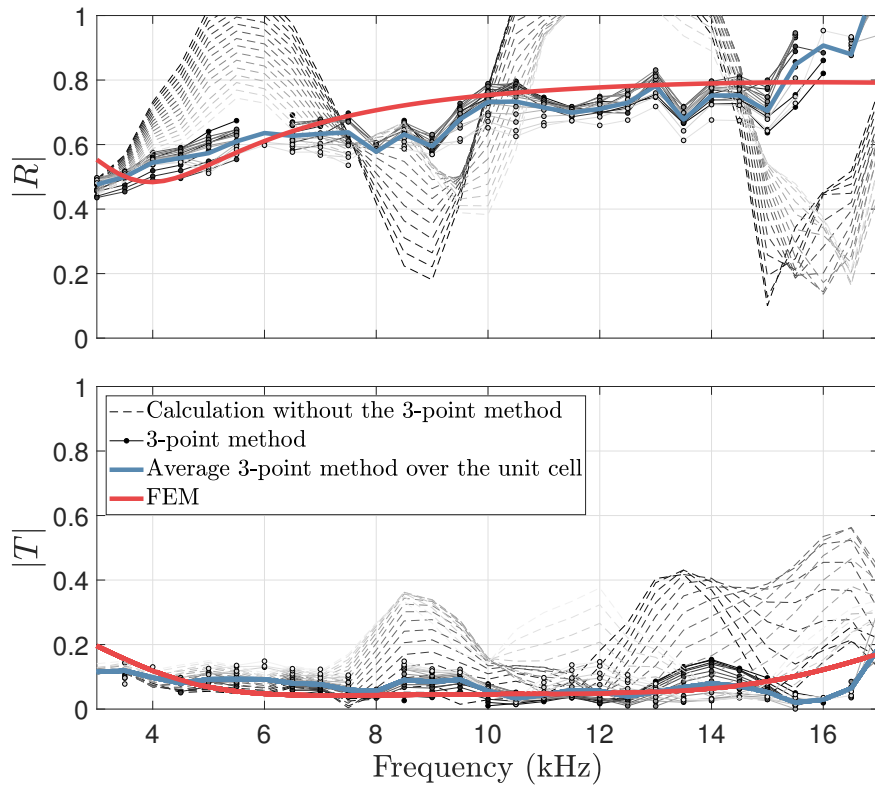 1
0.8
0.6
0.4
0.2
0
|R|
1
0.8
0.6
0.4
0.2
0
|T|
Calculation without the 3-point method
3-point method
Average 3-point method over the unit cell
FEM
4 6 8 10 12 14 16
Frequency (kHz)